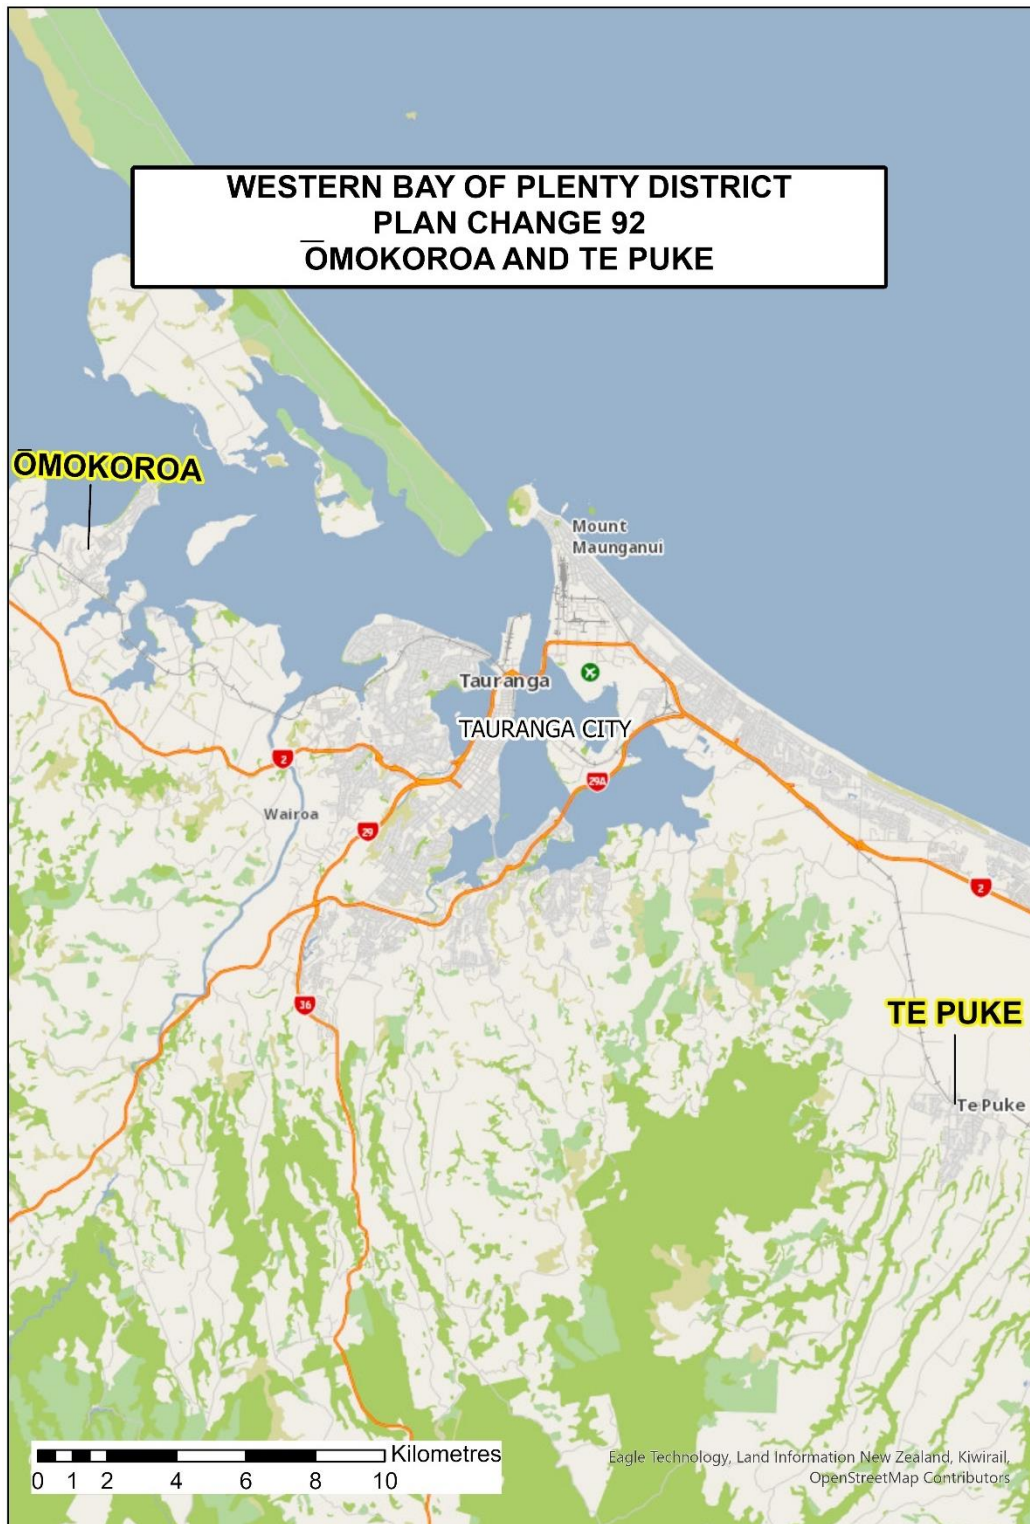 WESTERN BAY OF PLENTY DISTRICT
PLAN CHANGE 92
ŌMOKOROA AND TE PUKE
ŌMOKOROA
Mount
Maunganui
Tauranga
TAURANGA CITY
2
29A
Wairoa
29
2
36
TE PUKE
Te Puke
Kilometres
0 1 2 4 6 8 10
Eagle Technology, Land Information New Zealand, Kiwirail,
OpenStreetMap Contributors